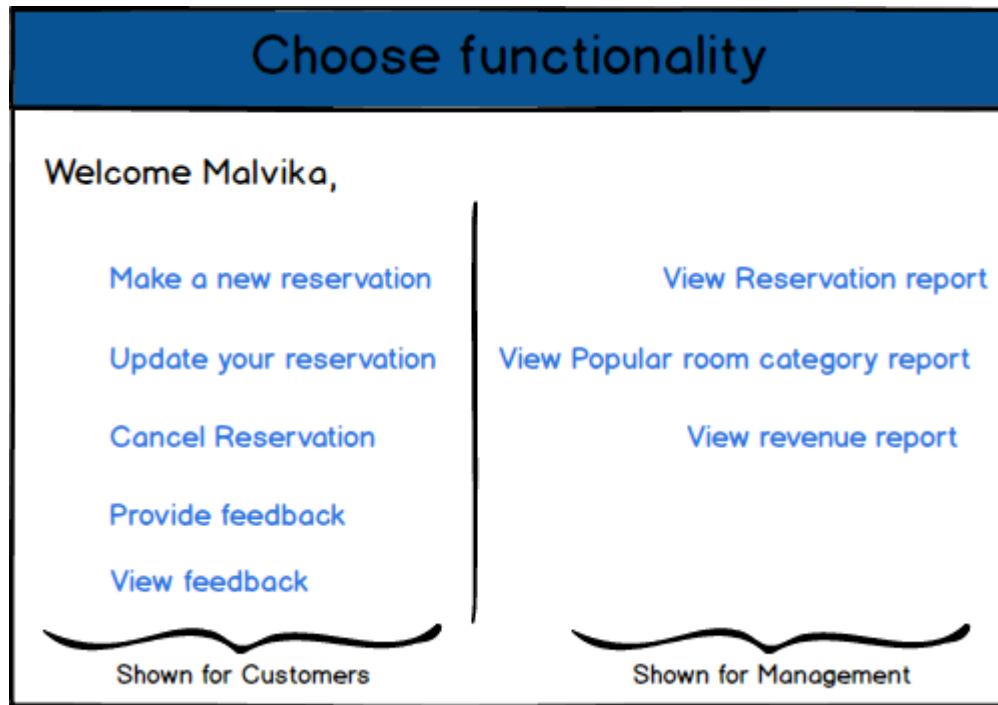 Choose functionality
Welcome Malvika,
Make a new reservation
Update your reservation
Cancel Reservation
Provide feedback
View feedback
Shown for Customers
View Reservation report
View Popular room category report
View revenue report
Shown for Management